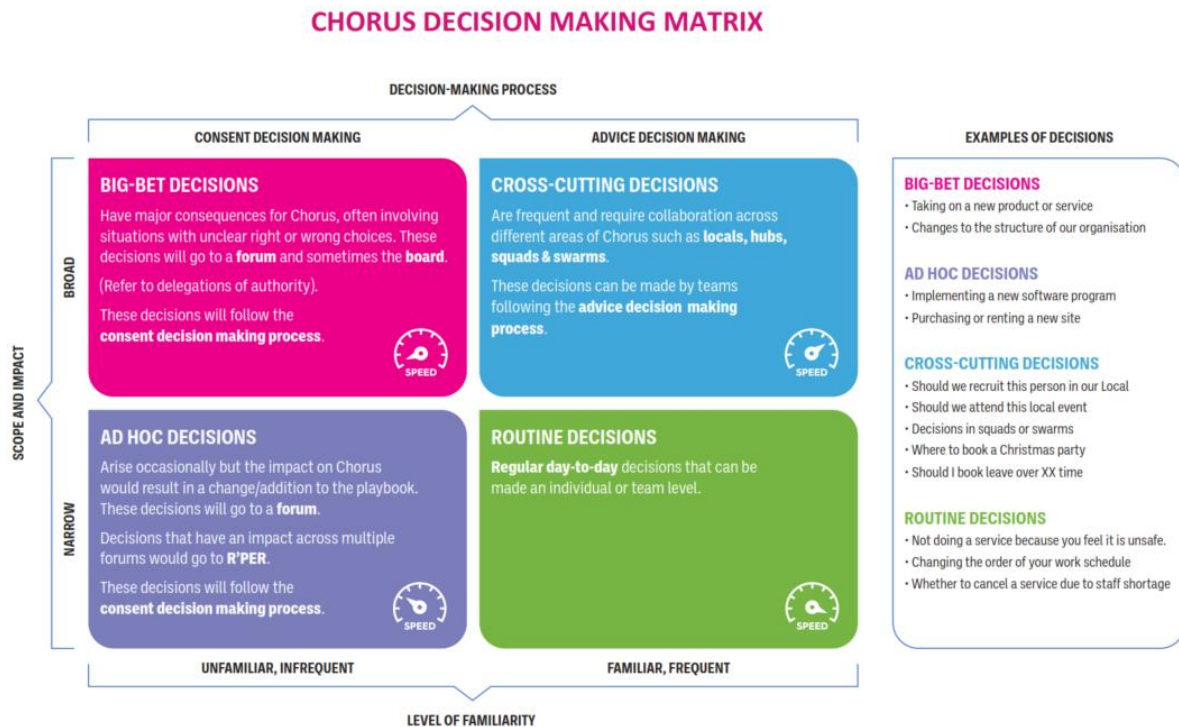 CHORUS DECISION MAKING MATRIX
DECISION-MAKING PROCESS
CONSENT DECISION MAKING
ADVICE DECISION MAKING
EXAMPLES OF DECISIONS
SCOPE AND IMPACT
BROAD
BIG-BET DECISIONS
Have major consequences for Chorus, often involving
situations with unclear right or wrong choices. These
decisions will go to a forum and sometimes the board.
(Refer to delegations of authority).
These decisions will follow the
consent decision making process.
SPEED
CROSS-CUTTING DECISIONS
Are frequent and require collaboration across
different areas of Chorus such as locals, hubs,
squads & swarms.
These decisions can be made by teams
following the advice decision making
process.
SPEED
NARROW
AD HOC DECISIONS
Arise occasionally but the impact on Chorus
would result in a change/addition to the playbook.
These decisions will go to a forum.
Decisions that have an impact across multiple
forums would go to R'PER.
These decisions will follow the
consent decision making process.
SPEED
ROUTINE DECISIONS
Regular day-to-day decisions that can be
made an individual or team level.
SPEED
BIG-BET DECISIONS
• Taking on a new product or service
• Changes to the structure of our organisation
AD HOC DECISIONS
• Implementing a new software program
• Purchasing or renting a new site
CROSS-CUTTING DECISIONS
• Should we recruit this person in our Local
• Should we attend this local event
• Decisions in squads or swarms
• Where to book a Christmas party
• Should I book leave over XX time
ROUTINE DECISIONS
• Not doing a service because you feel it is unsafe.
• Changing the order of your work schedule
• Whether to cancel a service due to staff shortage
UNFAMILIAR, INFREQUENT
FAMILIAR, FREQUENT
LEVEL OF FAMILIARITY